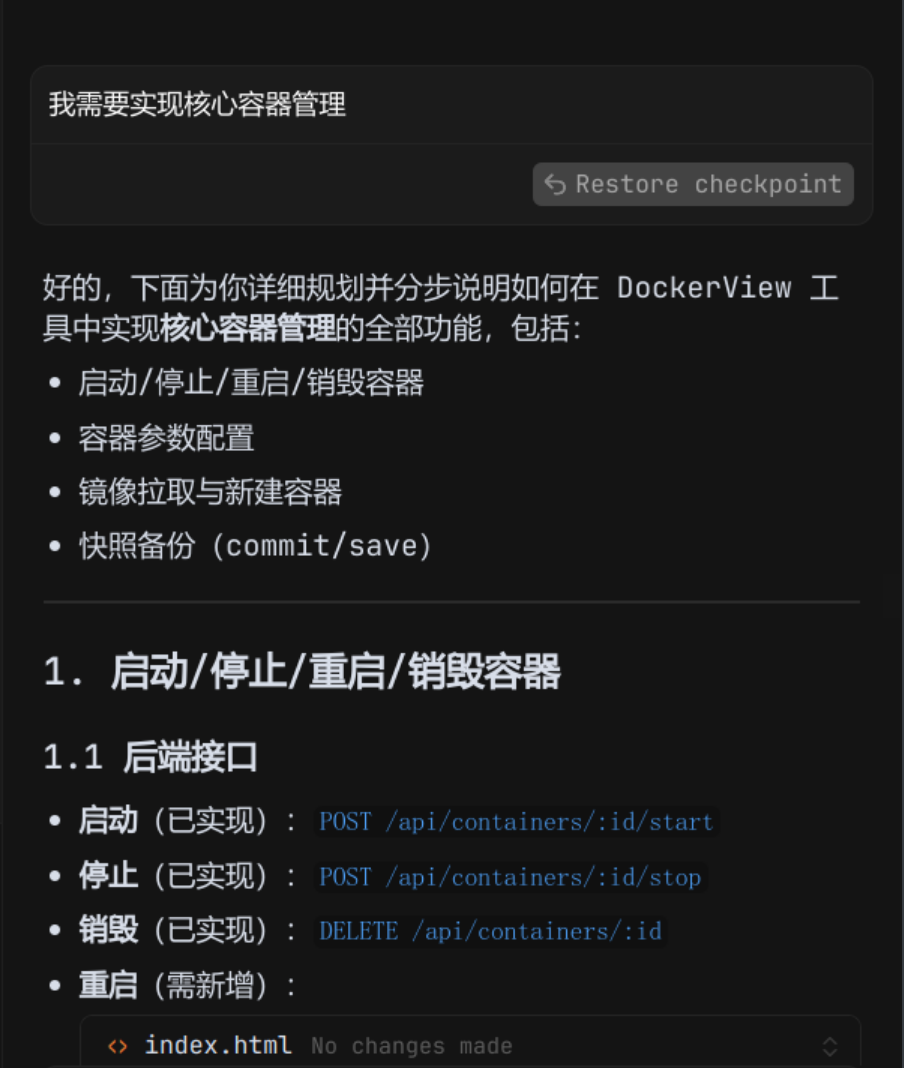 我需要实现核心容器管理
Restore checkpoint
好的，下面为你详细规划并分步说明如何在 DockerView 工
具中实现核心容器管理的全部功能，包括：
• 启动/停止/重启/销毁容器
• 容器参数配置
• 镜像拉取与新建容器
• 快照备份（commit/save）
1. 启动/停止/重启/销毁容器
1.1 后端接口
• 启动（已实现）： POST /api/containers/:id/start
• 停止（已实现）： POST /api/containers/:id/stop
• 销毁（已实现）： DELETE /api/containers/:id
• 重启（需新增）：
<> index.html No changes made